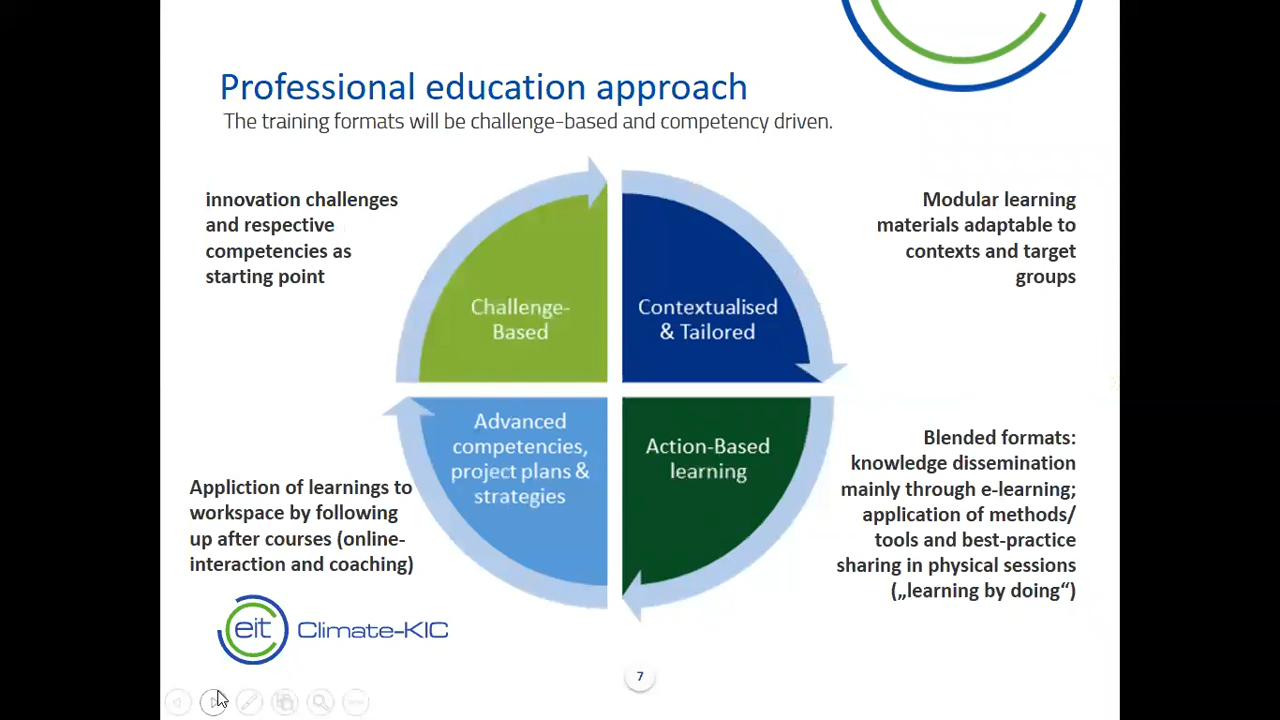 Professional education approach
The training formats will be challenge-based and competency driven.
innovation challenges
and respective
competencies as
starting point
Challenge-
Based
Contextualised
& Tailored
Modular learning
materials adaptable to
contexts and target
groups
Appliction of learnings to
workspace by following
up after courses (online-
interaction and coaching)
Advanced
competencies,
project plans &
strategies
Action-Based
learning
Blended formats:
knowledge dissemination
mainly through e-learning;
application of methods/
tools and best-practice
sharing in physical sessions
(„learning by doing“)
eit Climate-KIC
7